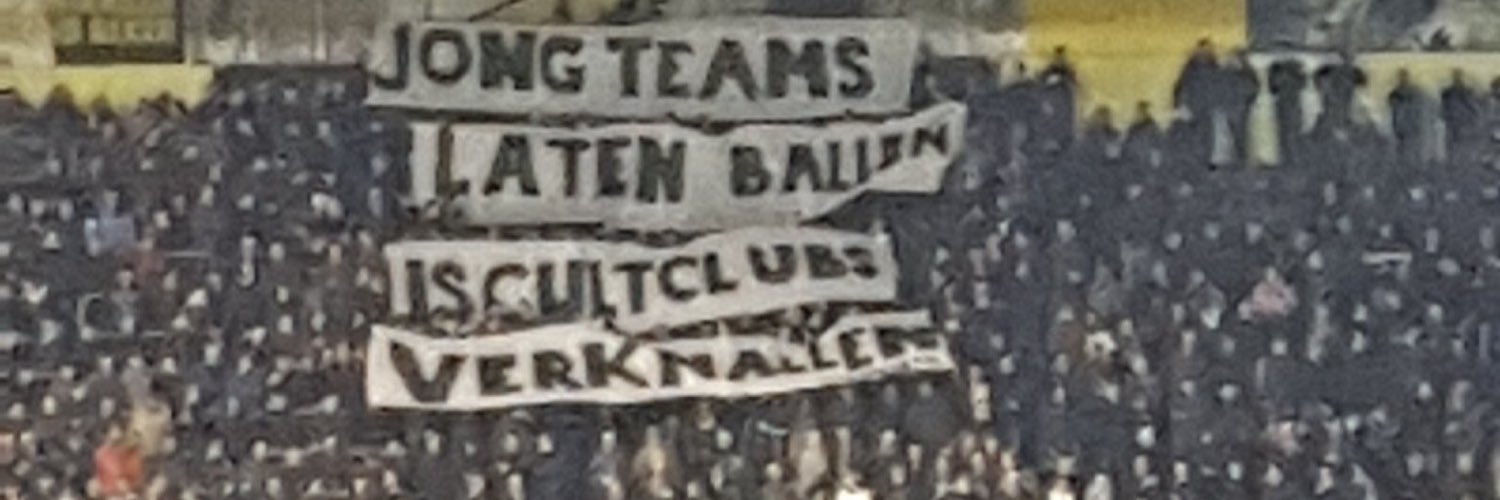 JONG TEAMS
LATEN BALLEN
IS CULTCLUBS
VERKNALLEN